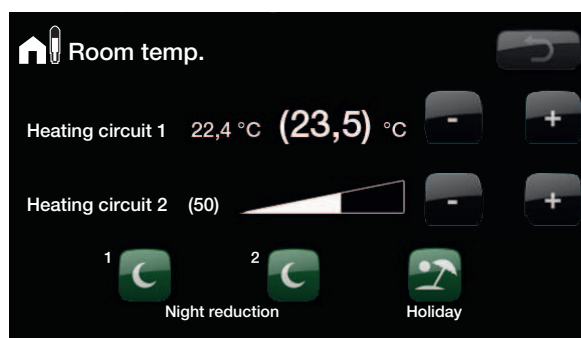 Room temp.
Heating circuit 1 22,4 °C (23,5) °C - +
Heating circuit 2 (50) - +
1 2
Night reduction Holiday